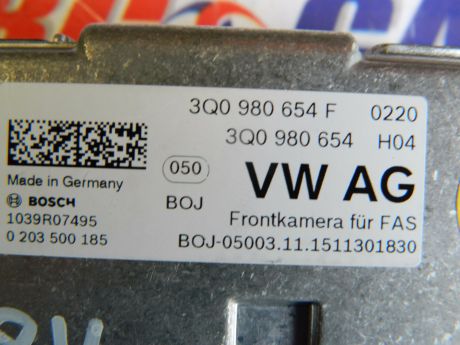 3Q0 980 654 F 0220
3Q0 980 654 H04
050
VW AG
Made in Germany
BOSCH
BOJ
Frontkamera für FAS
1039R07495
0 203 500 185
BOJ-05003.11.1511301830